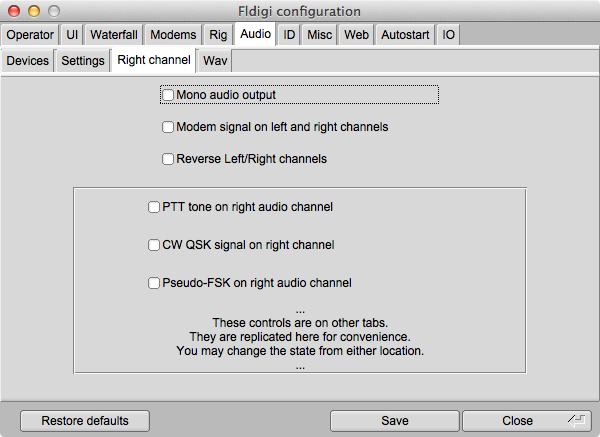 Fldigi configuration
Operator UI Waterfall Modems Rig Audio ID Misc Web Autostart IO
Devices Settings Right channel Wav
Mono audio output
Modem signal on left and right channels
Reverse Left/Right channels
PTT tone on right audio channel
CW QSK signal on right channel
Pseudo-FSK on right audio channel
...
These controls are on other tabs.
They are replicated here for convenience.
You may change the state from either location.
...
Restore defaults Save Close